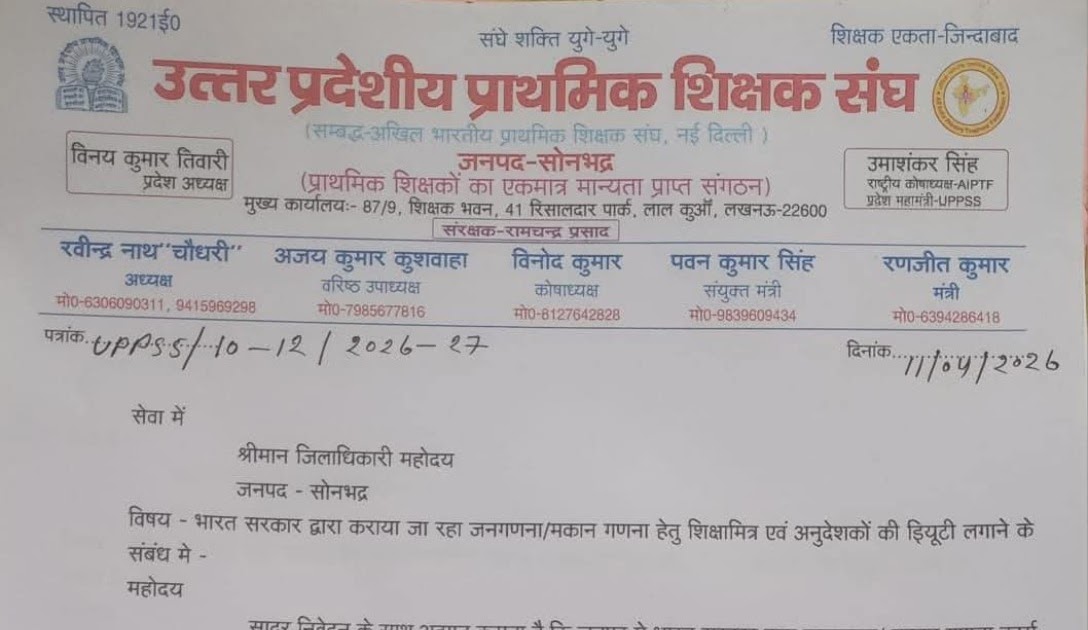 स्थापित 1921ई0
संघे शक्ति युगे-युगे
शिक्षक एकता-जिन्दाबाद
उत्तर प्रदेशीय प्राथमिक शिक्षक संघ
(सम्बद्ध-अखिल भारतीय प्राथमिक शिक्षक संघ, नई दिल्ली )
विनय कुमार तिवारी
प्रदेश अध्यक्ष
जनपद-सोनभद्र
(प्राथमिक शिक्षकों का एकमात्र मान्यता प्राप्त संगठन)
उमाशंकर सिंह
राष्ट्रीय कोषाध्यक्ष-AIPTF
प्रदेश महामंत्री-UPPSS
मुख्य कार्यालयः- 87/9, शिक्षक भवन, 41 रिसालदार पार्क, लाल कुआँ, लखनऊ-22600
संरक्षक-रामचन्द्र प्रसाद
रवीन्द्र नाथ"चौधरी"
अध्यक्ष
मो0-6306090311, 9415969298
अजय कुमार कुशवाहा
वरिष्ठ उपाध्यक्ष
मो0-7985677816
विनोद कुमार
कोषाध्यक्ष
मो0-8127642828
पवन कुमार सिंह
संयुक्त मंत्री
मो0-9839609434
रणजीत कुमार
मंत्री
मो0-6394286418
पत्रांक..UPPSS/10-12/2026-27
दिनांक...11/04/2026
सेवा में
श्रीमान जिलाधिकारी महोदय
जनपद - सोनभद्र
विषय - भारत सरकार द्वारा कराया जा रहा जनगणना/मकान गणना हेतु शिक्षामित्र एवं अनुदेशकों की ड़ियूटी लगाने के
संबंध मे -
महोदय